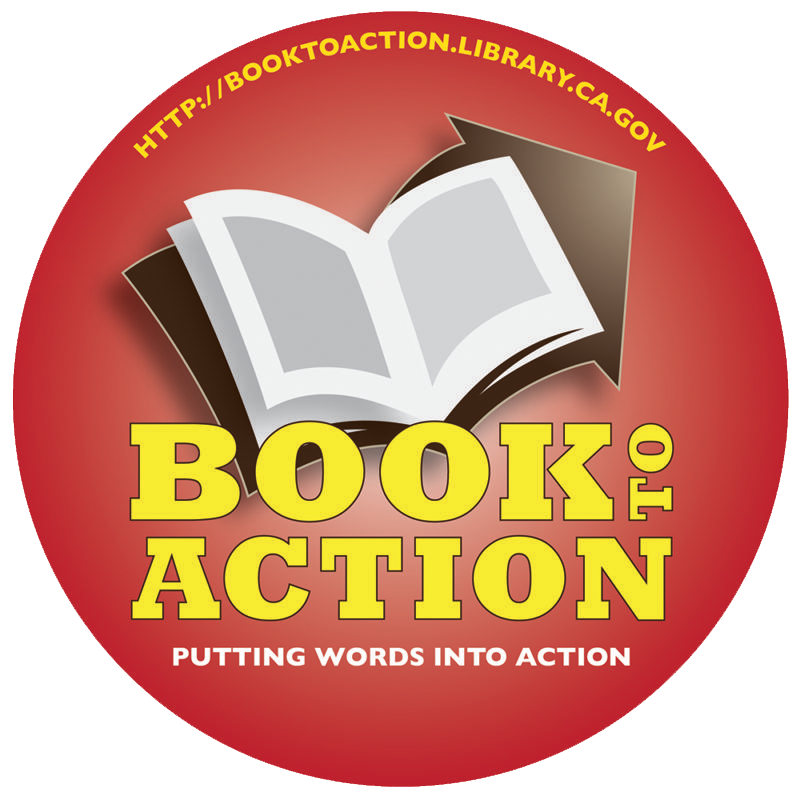 HTTP://BOOKTOACTION.LIBRARY.CA.GOV
BOOK TO
ACTION
PUTTING WORDS INTO ACTION